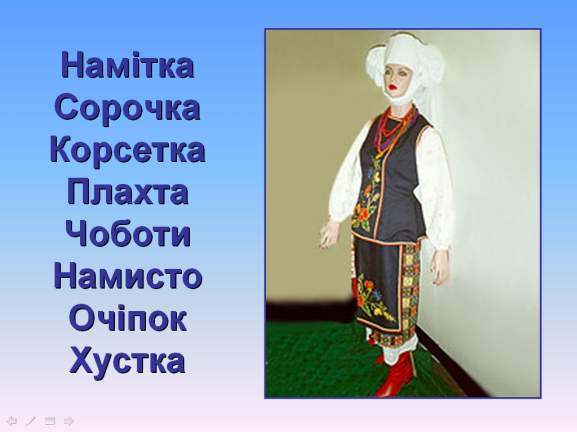 Намітка
Сорочка
Корсетка
Плахта
Чоботи
Намисто
Очіпок
Хустка